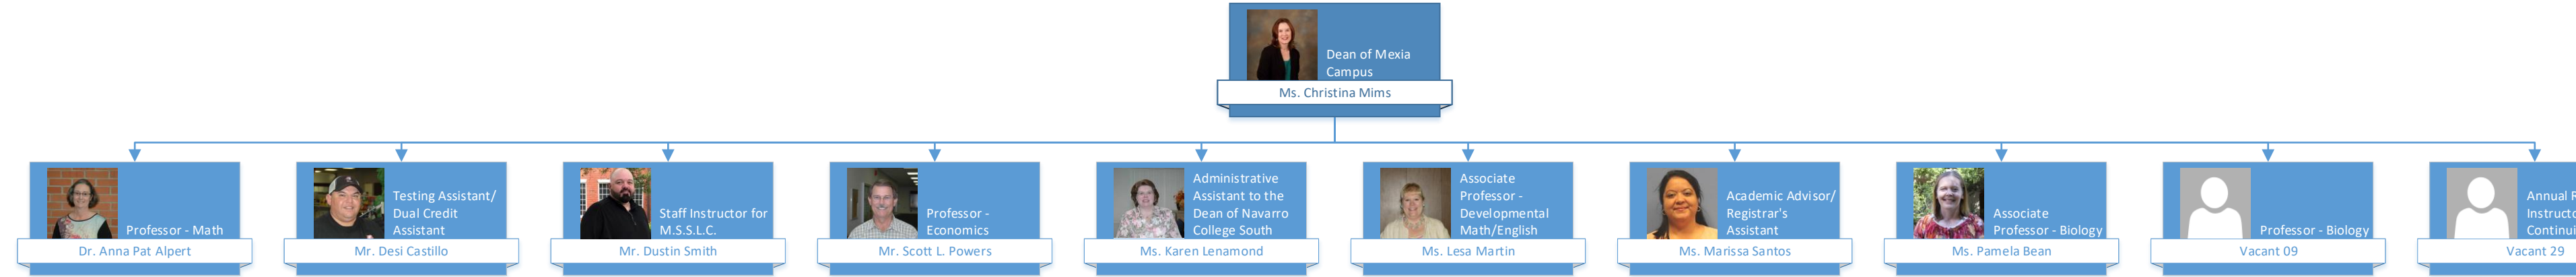 Dean of Mexia
Campus
Ms. Christina Mims
Professor - Math
Dr. Anna Pat Alpert
Testing Assistant/
Dual Credit
Assistant
Mr. Desi Castillo
Staff Instructor for
M.S.S.L.C.
Mr. Dustin Smith
Professor -
Economics
Mr. Scott L. Powers
Administrative
Assistant to the
Dean of Navarro
College South
Ms. Karen Lenamond
Associate
Professor -
Developmental
Math/English
Ms. Lesa Martin
Academic Advisor/
Registrar's
Assistant
Ms. Marissa Santos
Associate
Professor - Biology
Ms. Pamela Bean
Professor - Biology
Vacant 09
Annual
Vacant 29